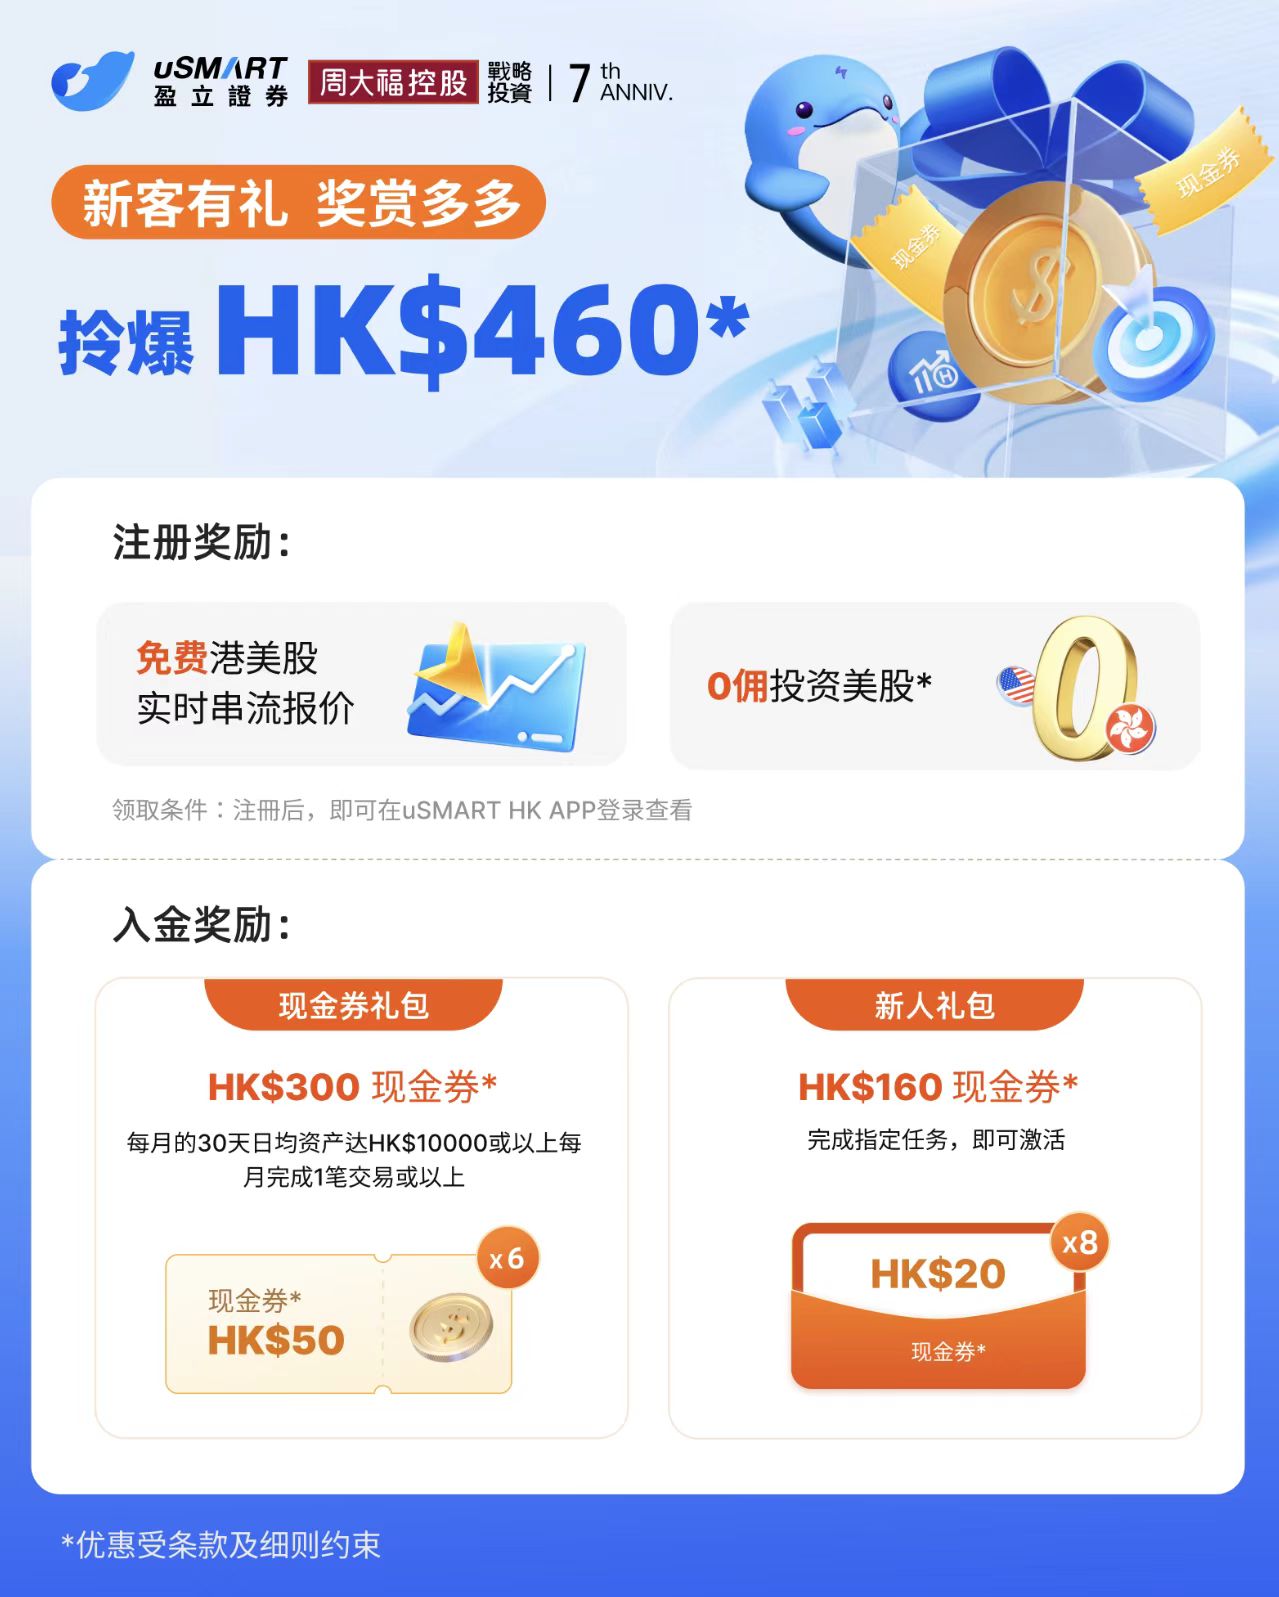 uSMART
盈立證券
周大福控股
戰略
投資
7th
ANNIV.
新客有礼 奖赏多多
拎爆 HK$460*
现金券
现金券
注册奖励：
免费港美股
实时串流报价
0佣投资美股*
领取条件：注冊后，即可在uSMART HK APP登录查看
入金奖励：
现金券礼包
HK$300 现金券*
每月的30天日均资产达HK$10000或以上每
月完成1笔交易或以上
x6
现金券*
HK$50
新人礼包
HK$160 现金券*
完成指定任务，即可激活
x8
HK$20
现金券*
*优惠受条款及细则约束